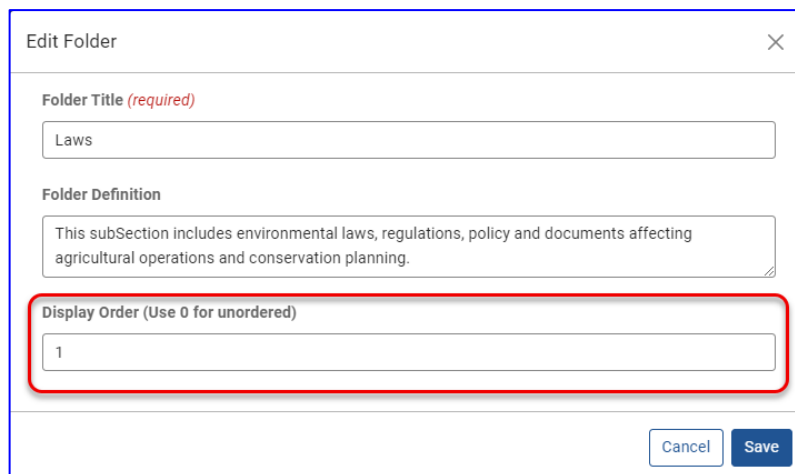 Edit Folder
Folder Title (required)
Laws
Folder Definition
This subSection includes environmental laws, regulations, policy and documents affecting
agricultural operations and conservation planning.
Display Order (Use 0 for unordered)
1
Cancel
Save